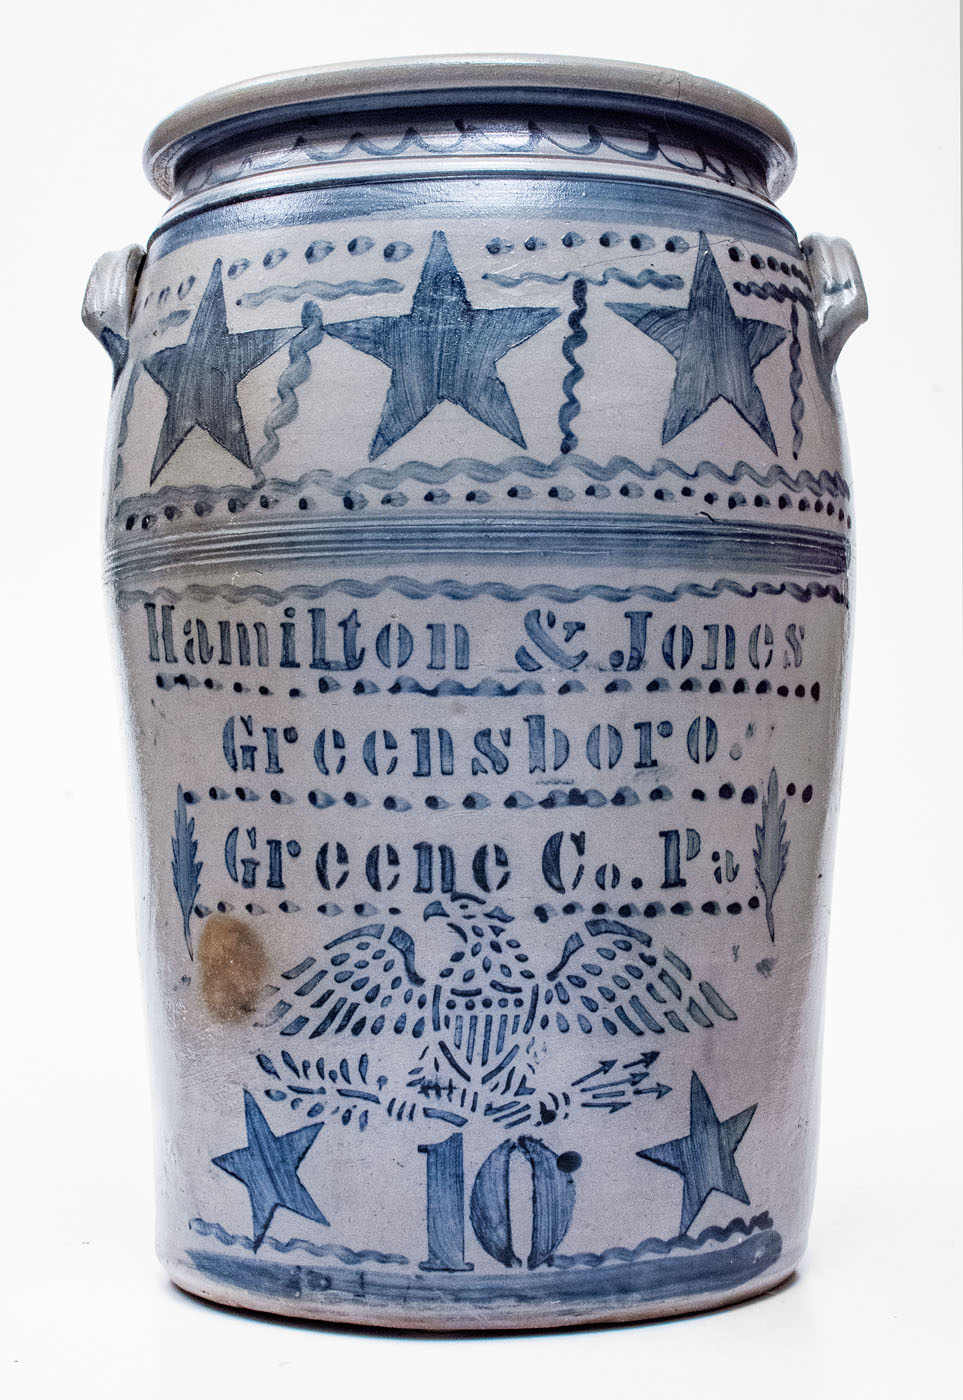 Hamilton & Jones
Greensboro.
Greene Co. Pa
10